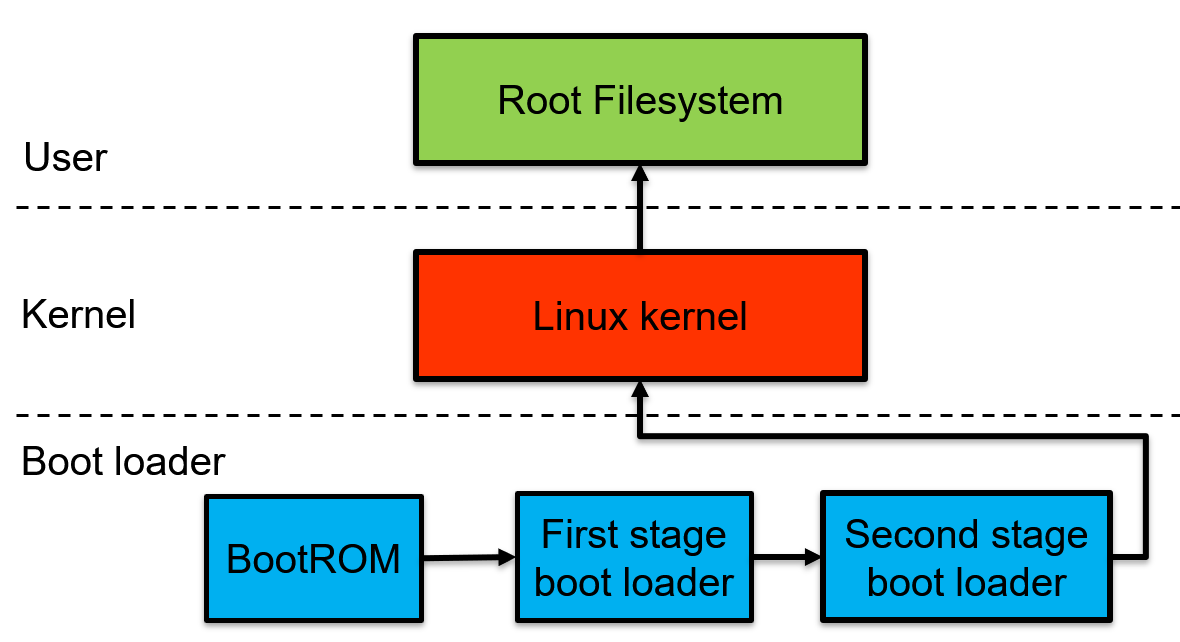 Root Filesystem
User
Kernel
Linux kernel
Boot loader
BootROM
First stage
boot loader
Second stage
boot loader